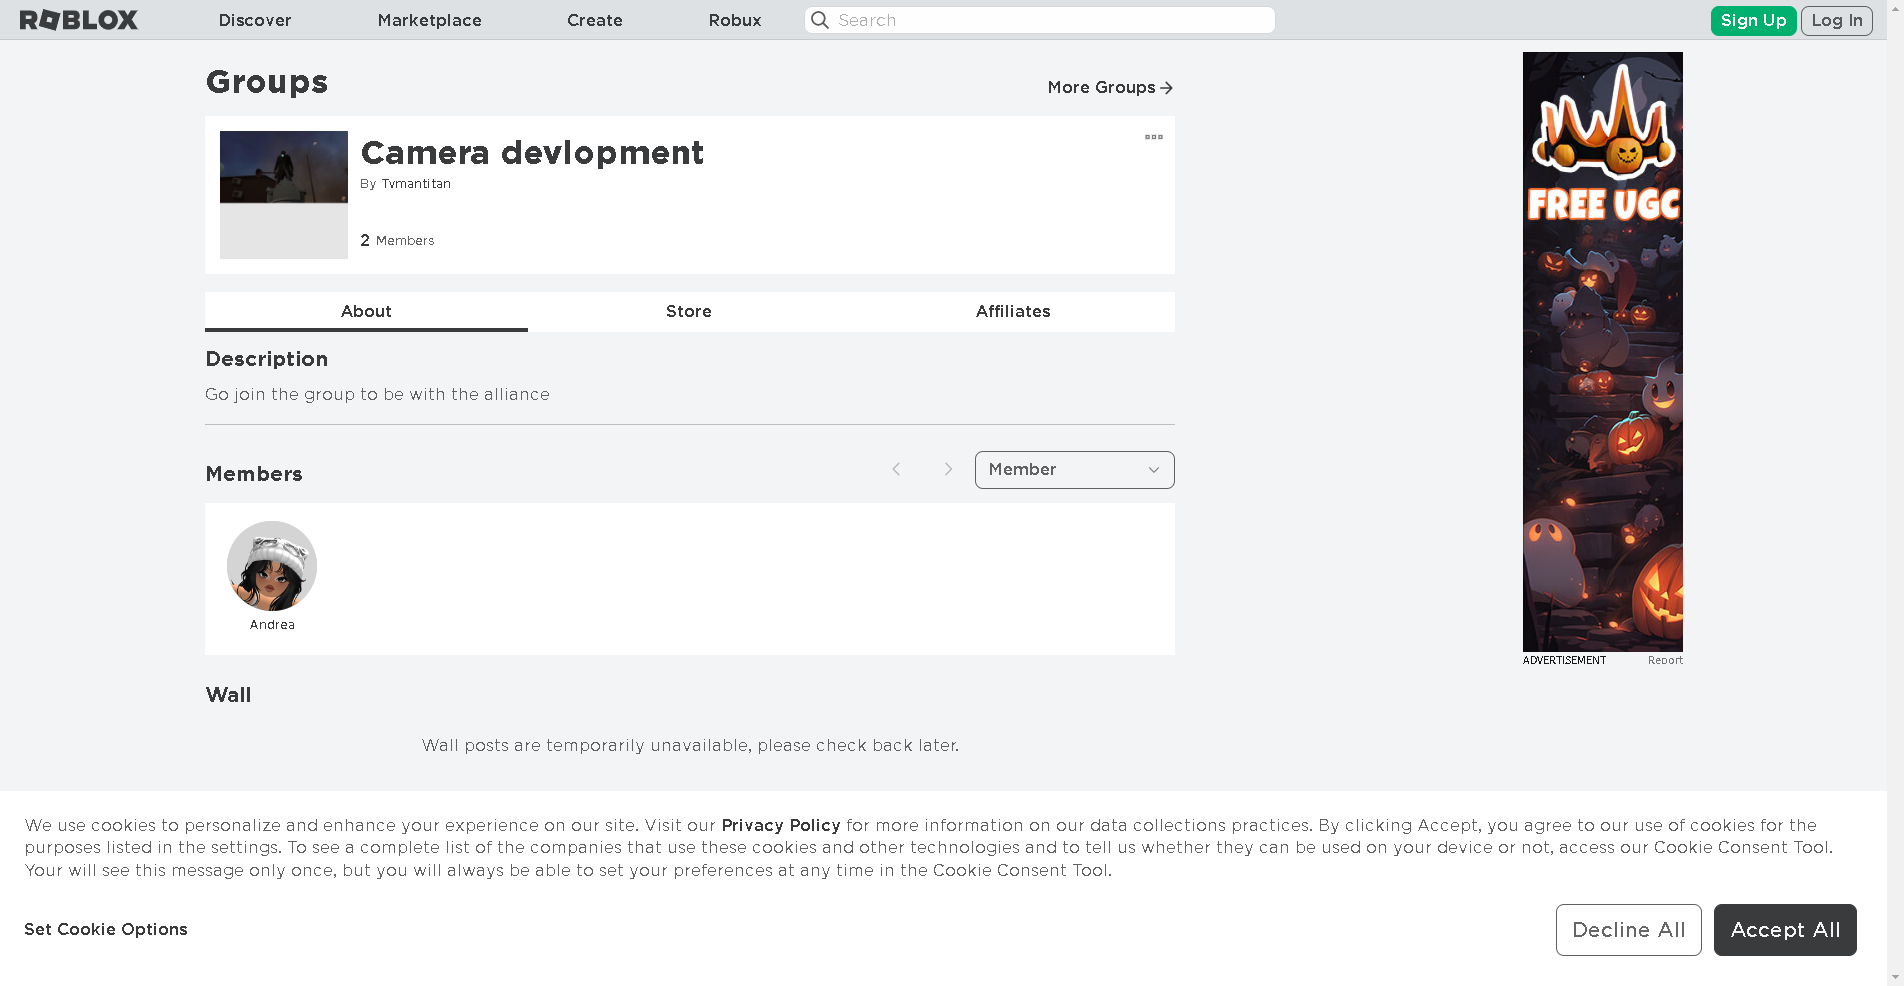 ROBLOX Discover Marketplace Create Robux Search Sign Up Log In
Groups
More Groups
Camera devlopment
By Tvmantitan
2 Members
About Store Affiliates
Description
Go join the group to be with the alliance
Members
Member
Andrea
Wall
Wall posts are temporarily unavailable, please check back later.
FREE UGC
ADVERTISEMENT Report
We use cookies to personalize and enhance your experience on our site. Visit our Privacy Policy for more information on our data collections practices. By clicking Accept, you agree to our use of cookies for the
purposes listed in the settings. To see a complete list of the companies that use these cookies and other technologies and to tell us whether they can be used on your device or not, access our Cookie Consent Tool.
Your will see this message only once, but you will always be able to set your preferences at any time in the Cookie Consent Tool.
Set Cookie Options
Decline All
Accept All